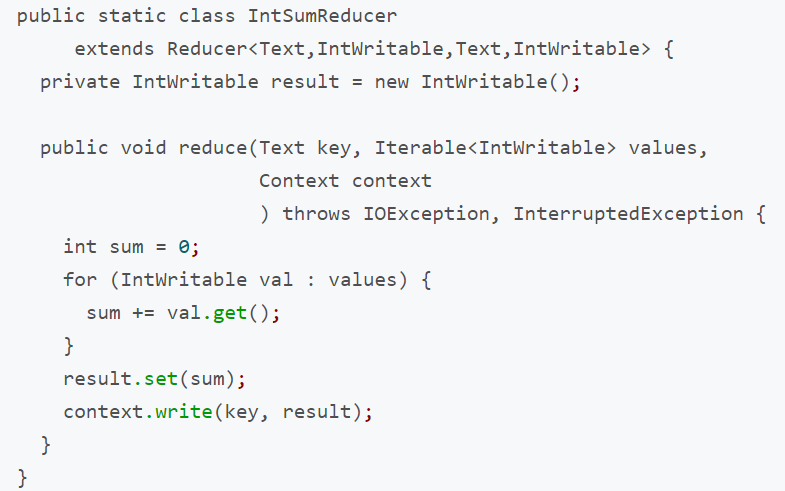 public static class IntSumReducer
     extends Reducer<Text,IntWritable,Text,IntWritable> {
  private IntWritable result = new IntWritable();

  public void reduce(Text key, Iterable<IntWritable> values,
                     Context context
                     ) throws IOException, InterruptedException {
    int sum = 0;
    for (IntWritable val : values) {
      sum += val.get();
    }
    result.set(sum);
    context.write(key, result);
  }
}